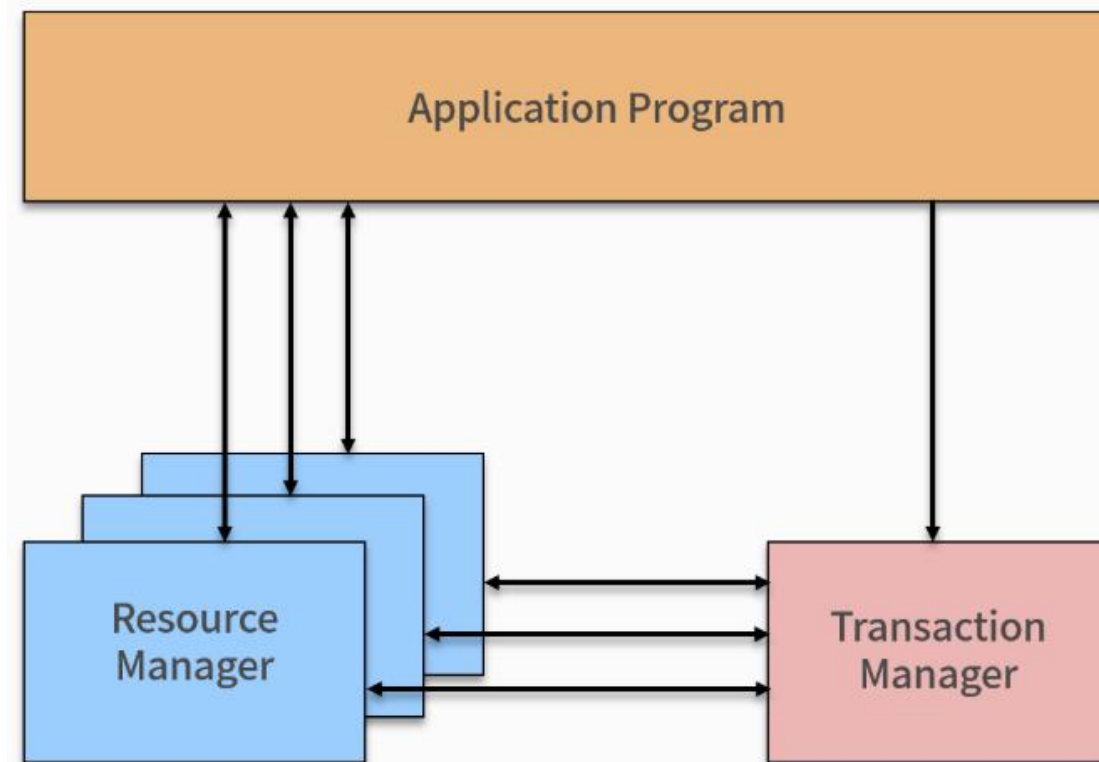 Application Program
Resource
Manager
Transaction
Manager